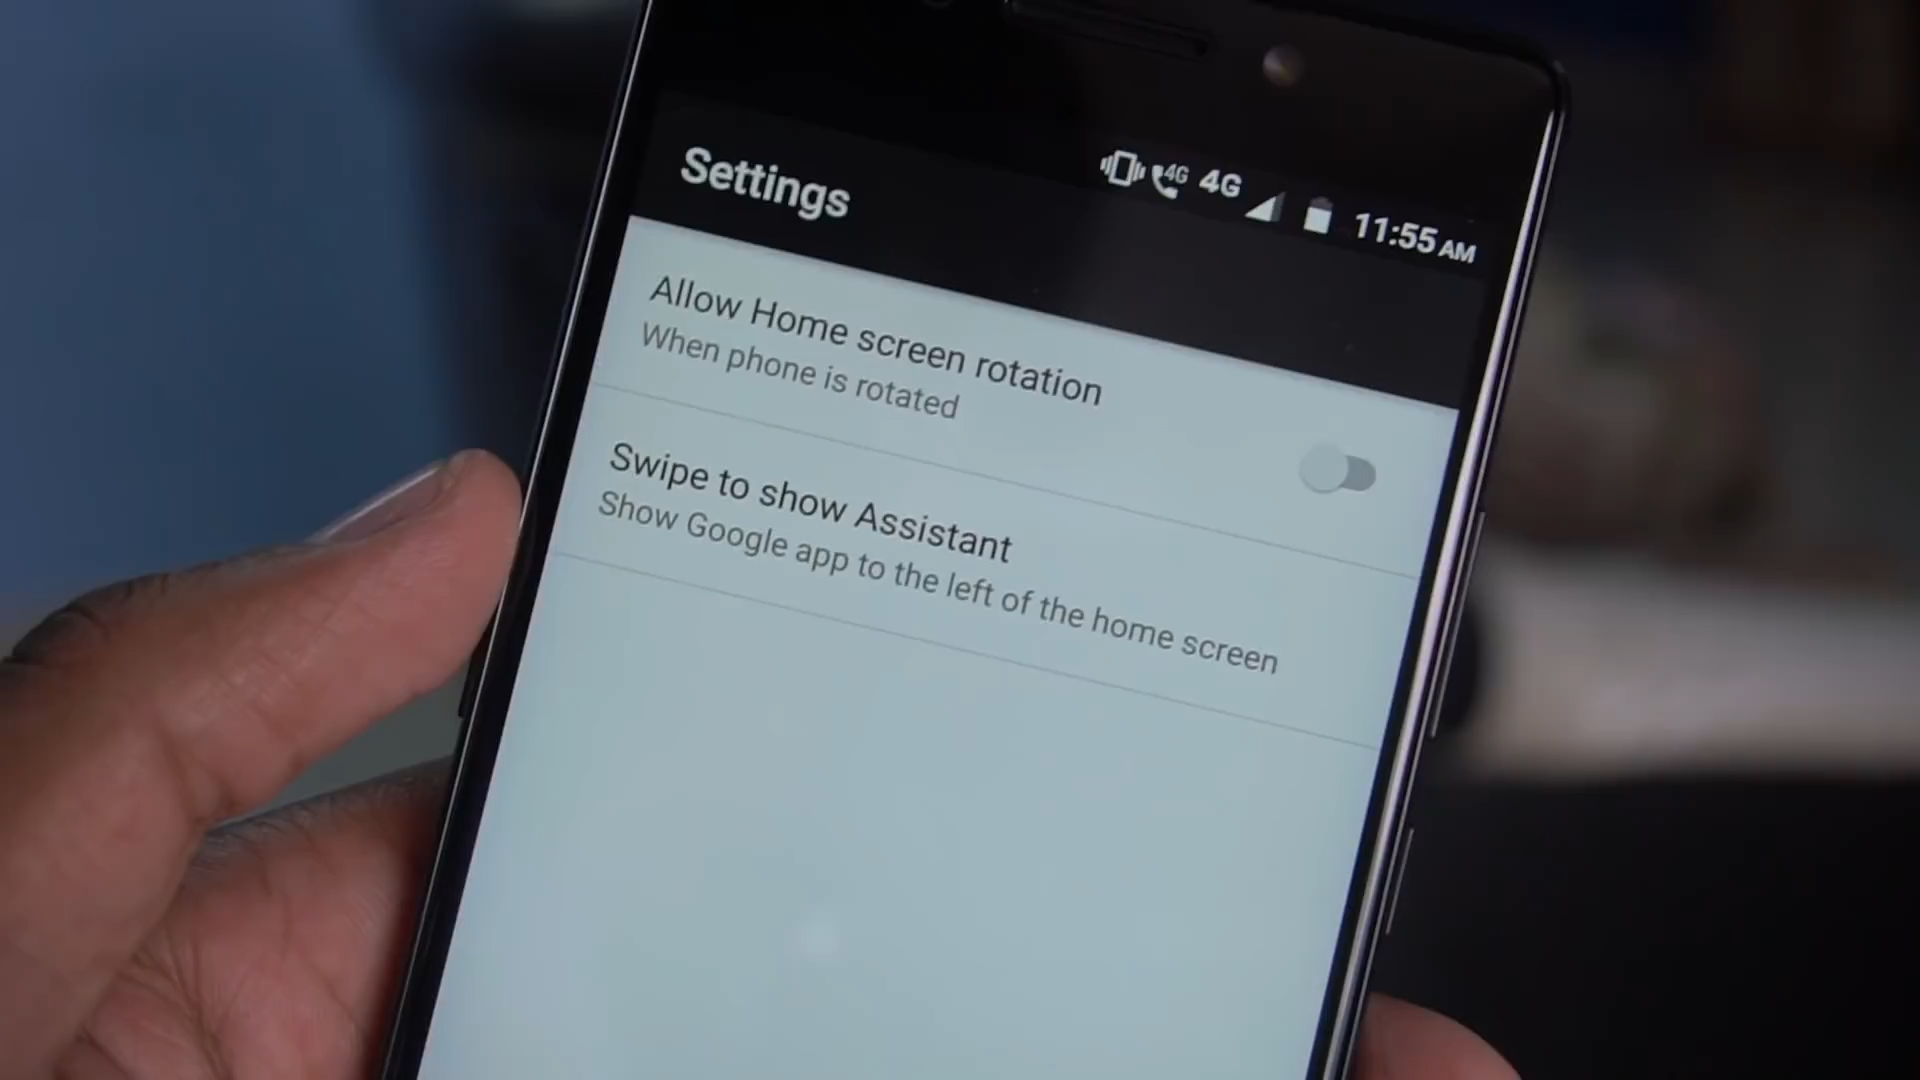 4G 4G 11:55 AM
Settings
Allow Home screen rotation
When phone is rotated
Swipe to show Assistant
Show Google app to the left of the home screen